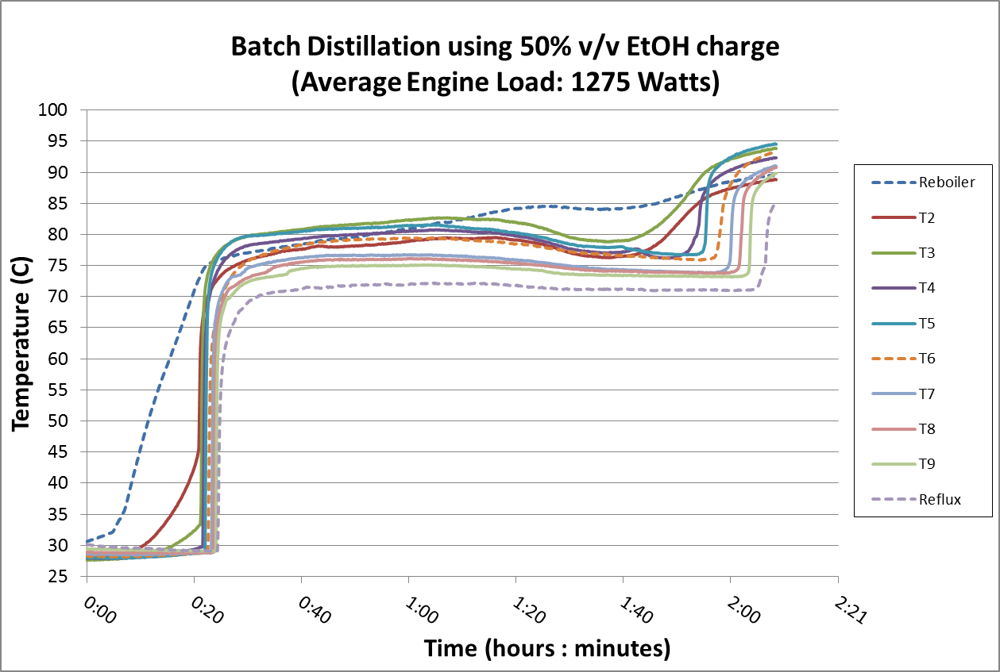 Batch Distillation using 50% v/v EtOH charge
(Average Engine Load: 1275 Watts)
Temperature (C)
100
95
90
85
80
75
70
65
60
55
50
45
40
35
30
25
0:00
0:20
0:40
1:00
1:20
1:40
2:00
2:21
Time (hours : minutes)
Reboiler
T2
T3
T4
T5
T6
T7
T8
T9
Reflux